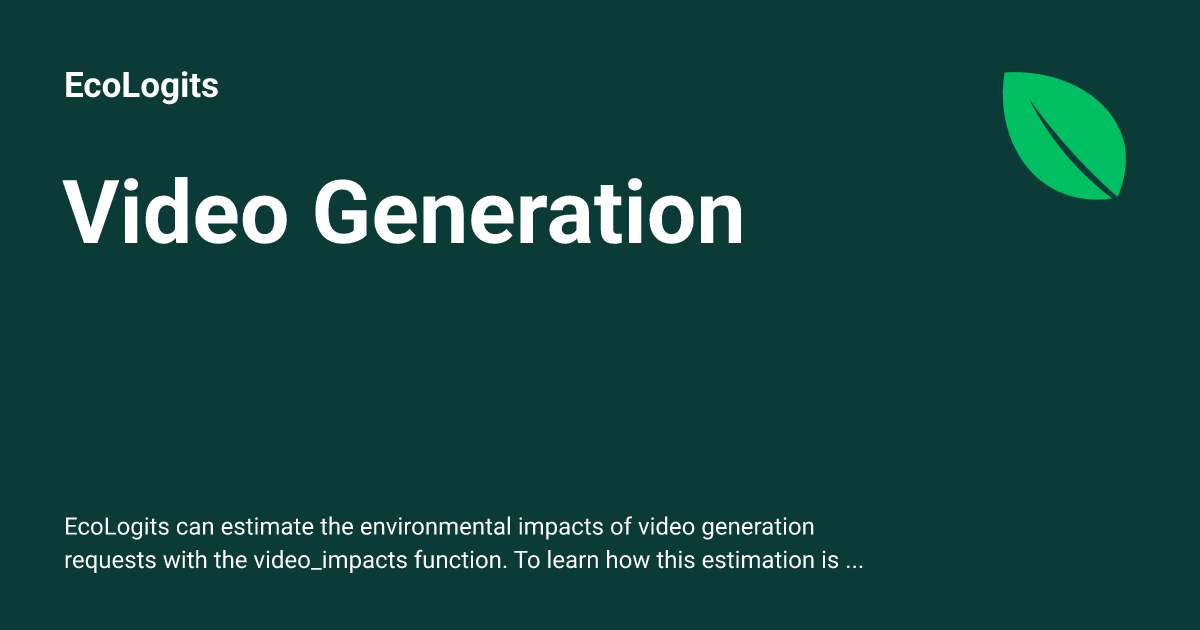 EcoLogits
Video Generation
EcoLogits can estimate the environmental impacts of video generation
requests with the video_impacts function. To learn how this estimation is ...